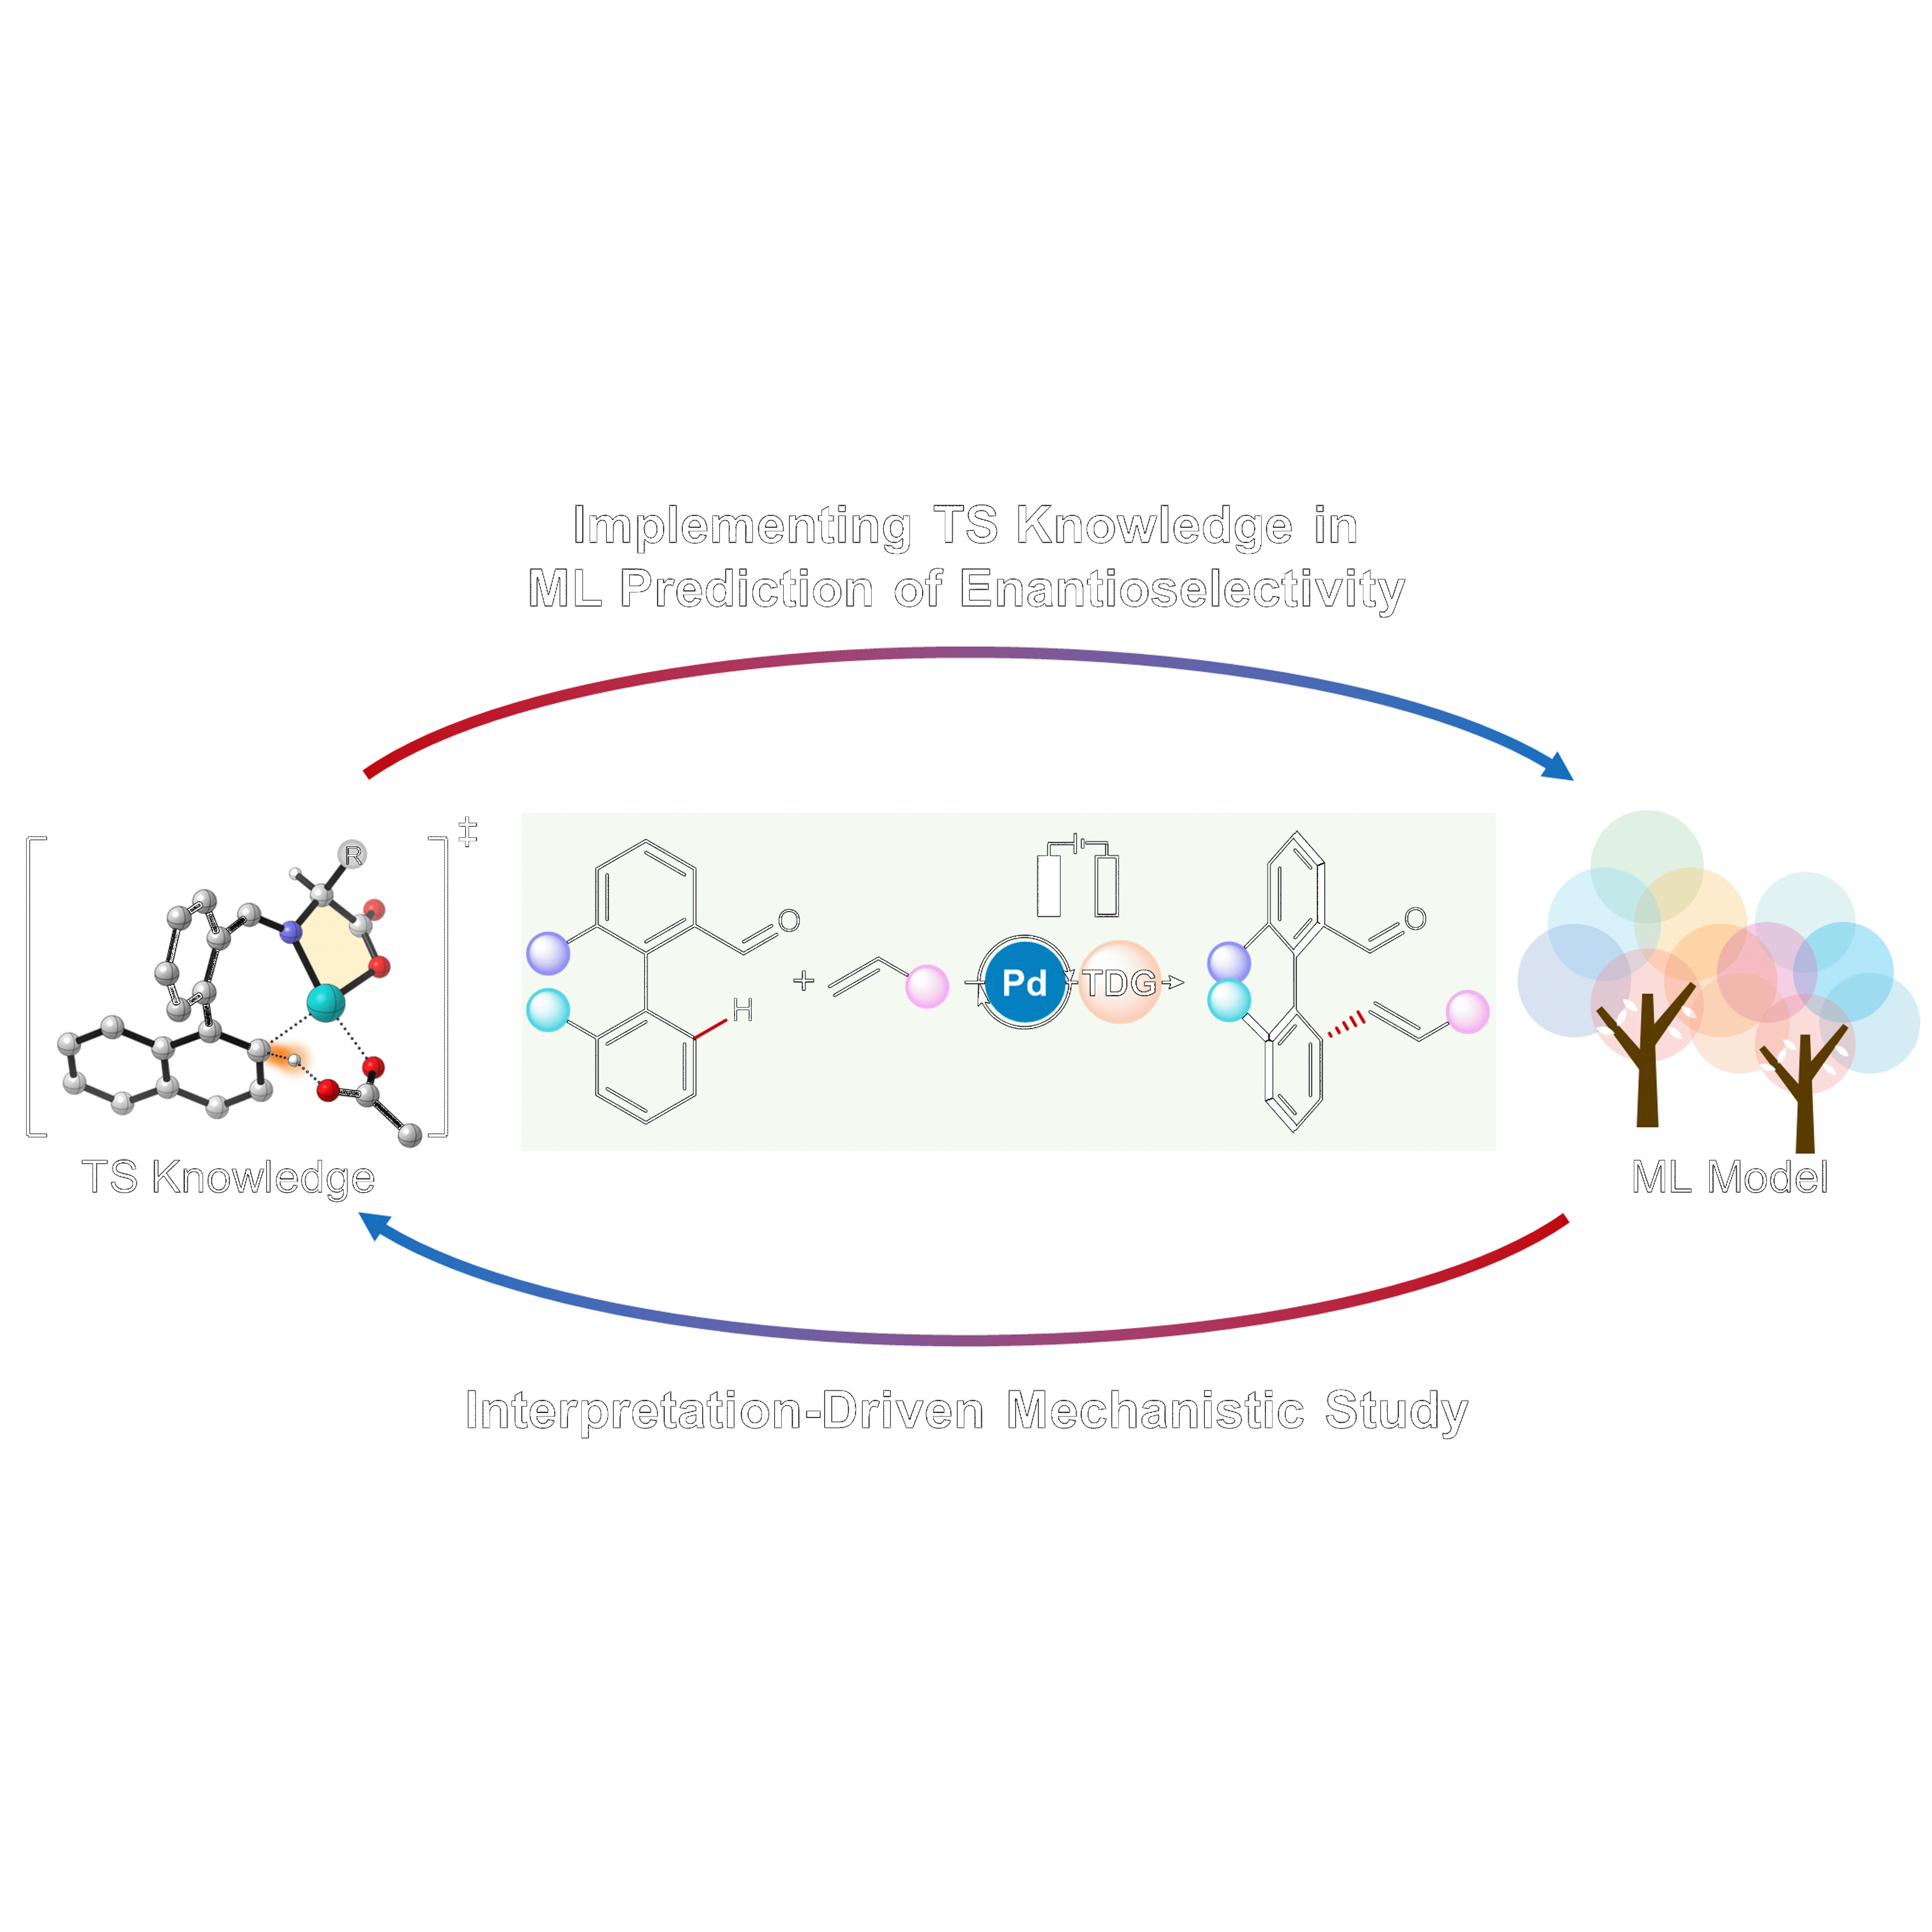 Implementing TS Knowledge in
ML Prediction of Enantioselectivity
‡
R
O
H
+
Pd
+
TDG
O
TS Knowledge
ML Model
Interpretation-Driven Mechanistic Study